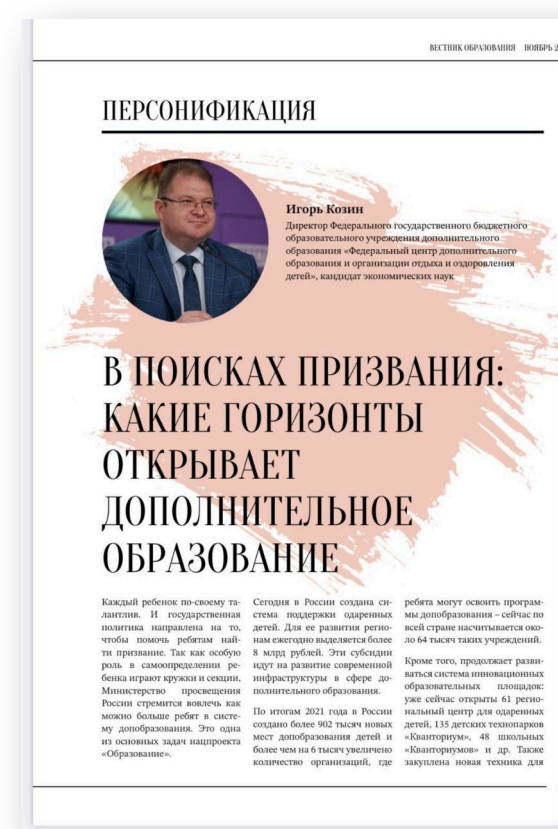 ВЕСТНИК ОБРАЗОВАНИЯ НОЯБРЬ 2
ПЕРСОНИФИКАЦИЯ
Игорь Козин
Директор Федерального государственного бюджетного
образовательного учреждения дополнительного
образования «Федеральный центр дополнительного
образования и организации отдыха и оздоровления
детей», кандидат экономических наук
В ПОИСКАХ ПРИЗВАНИЯ:
КАКИЕ ГОРИЗОНТЫ
ОТКРЫВАЕТ
ДОПОЛНИТЕЛЬНОЕ
ОБРАЗОВАНИЕ
Каждый ребенок по-своему та-
лантлив. И государственная
политика направлена на то,
чтобы помочь ребятам най-
ти призвание. Так как особую
роль в самоопределении ре-
бенка играют кружки и секции,
Министерство просвещения
России стремится вовлечь как
можно больше ребят в систе-
му допобразования. Это одна
из основных задач нацпроекта
«Образование».
Сегодня в России создана си-
стема поддержки одаренных
детей. Для ее развития регио-
нам ежегодно выделяется более
8 млрд рублей. Эти субсидии
идут на развитие современной
инфраструктуры в сфере до-
полнительного образования.
По итогам 2021 года в России
создано более 902 тысяч новых
мест допобразования детей и
более чем на 6 тысяч увеличено
количество организаций, где
ребята могут освоить програм-
мы допобразования – сейчас по
всей стране насчитывается око-
ло 64 тысяч таких учреждений.
Кроме того, продолжает разви-
ваться система инновационных
образовательных площадок:
уже сейчас открыты 61 регио-
нальный центр для одаренных
детей, 135 детских технопарков
«Кванториум», 48 школьных
«Кванториумов» и др. Также
закуплена новая техника для